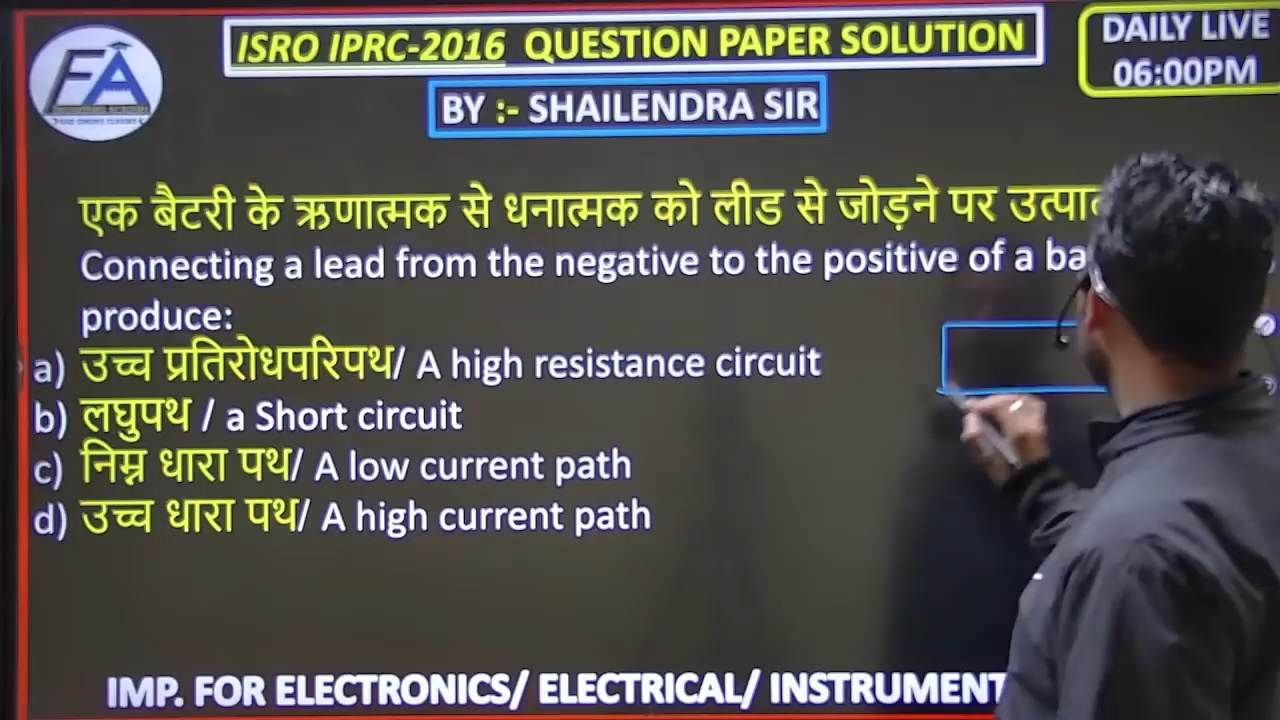 ISRO IPRC-2016 QUESTION PAPER SOLUTION
DAILY LIVE
06:00PM
BY :- SHAILENDRA SIR
EA
एक बैटरी के ऋणात्मक से धनात्मक को लीड से जोड़ने पर
Connecting a lead from the negative to the positive of a
produce:
a) उच्च प्रतिरोधपरिपथ/ A high resistance circuit
b) लघुपथ / a Short circuit
c) निम्न धारा पथ/ A low current path
d) उच्च धारा पथ/ A high current path
IMP. FOR ELECTRONICS/ ELECTRICAL/ INSTRUMENT